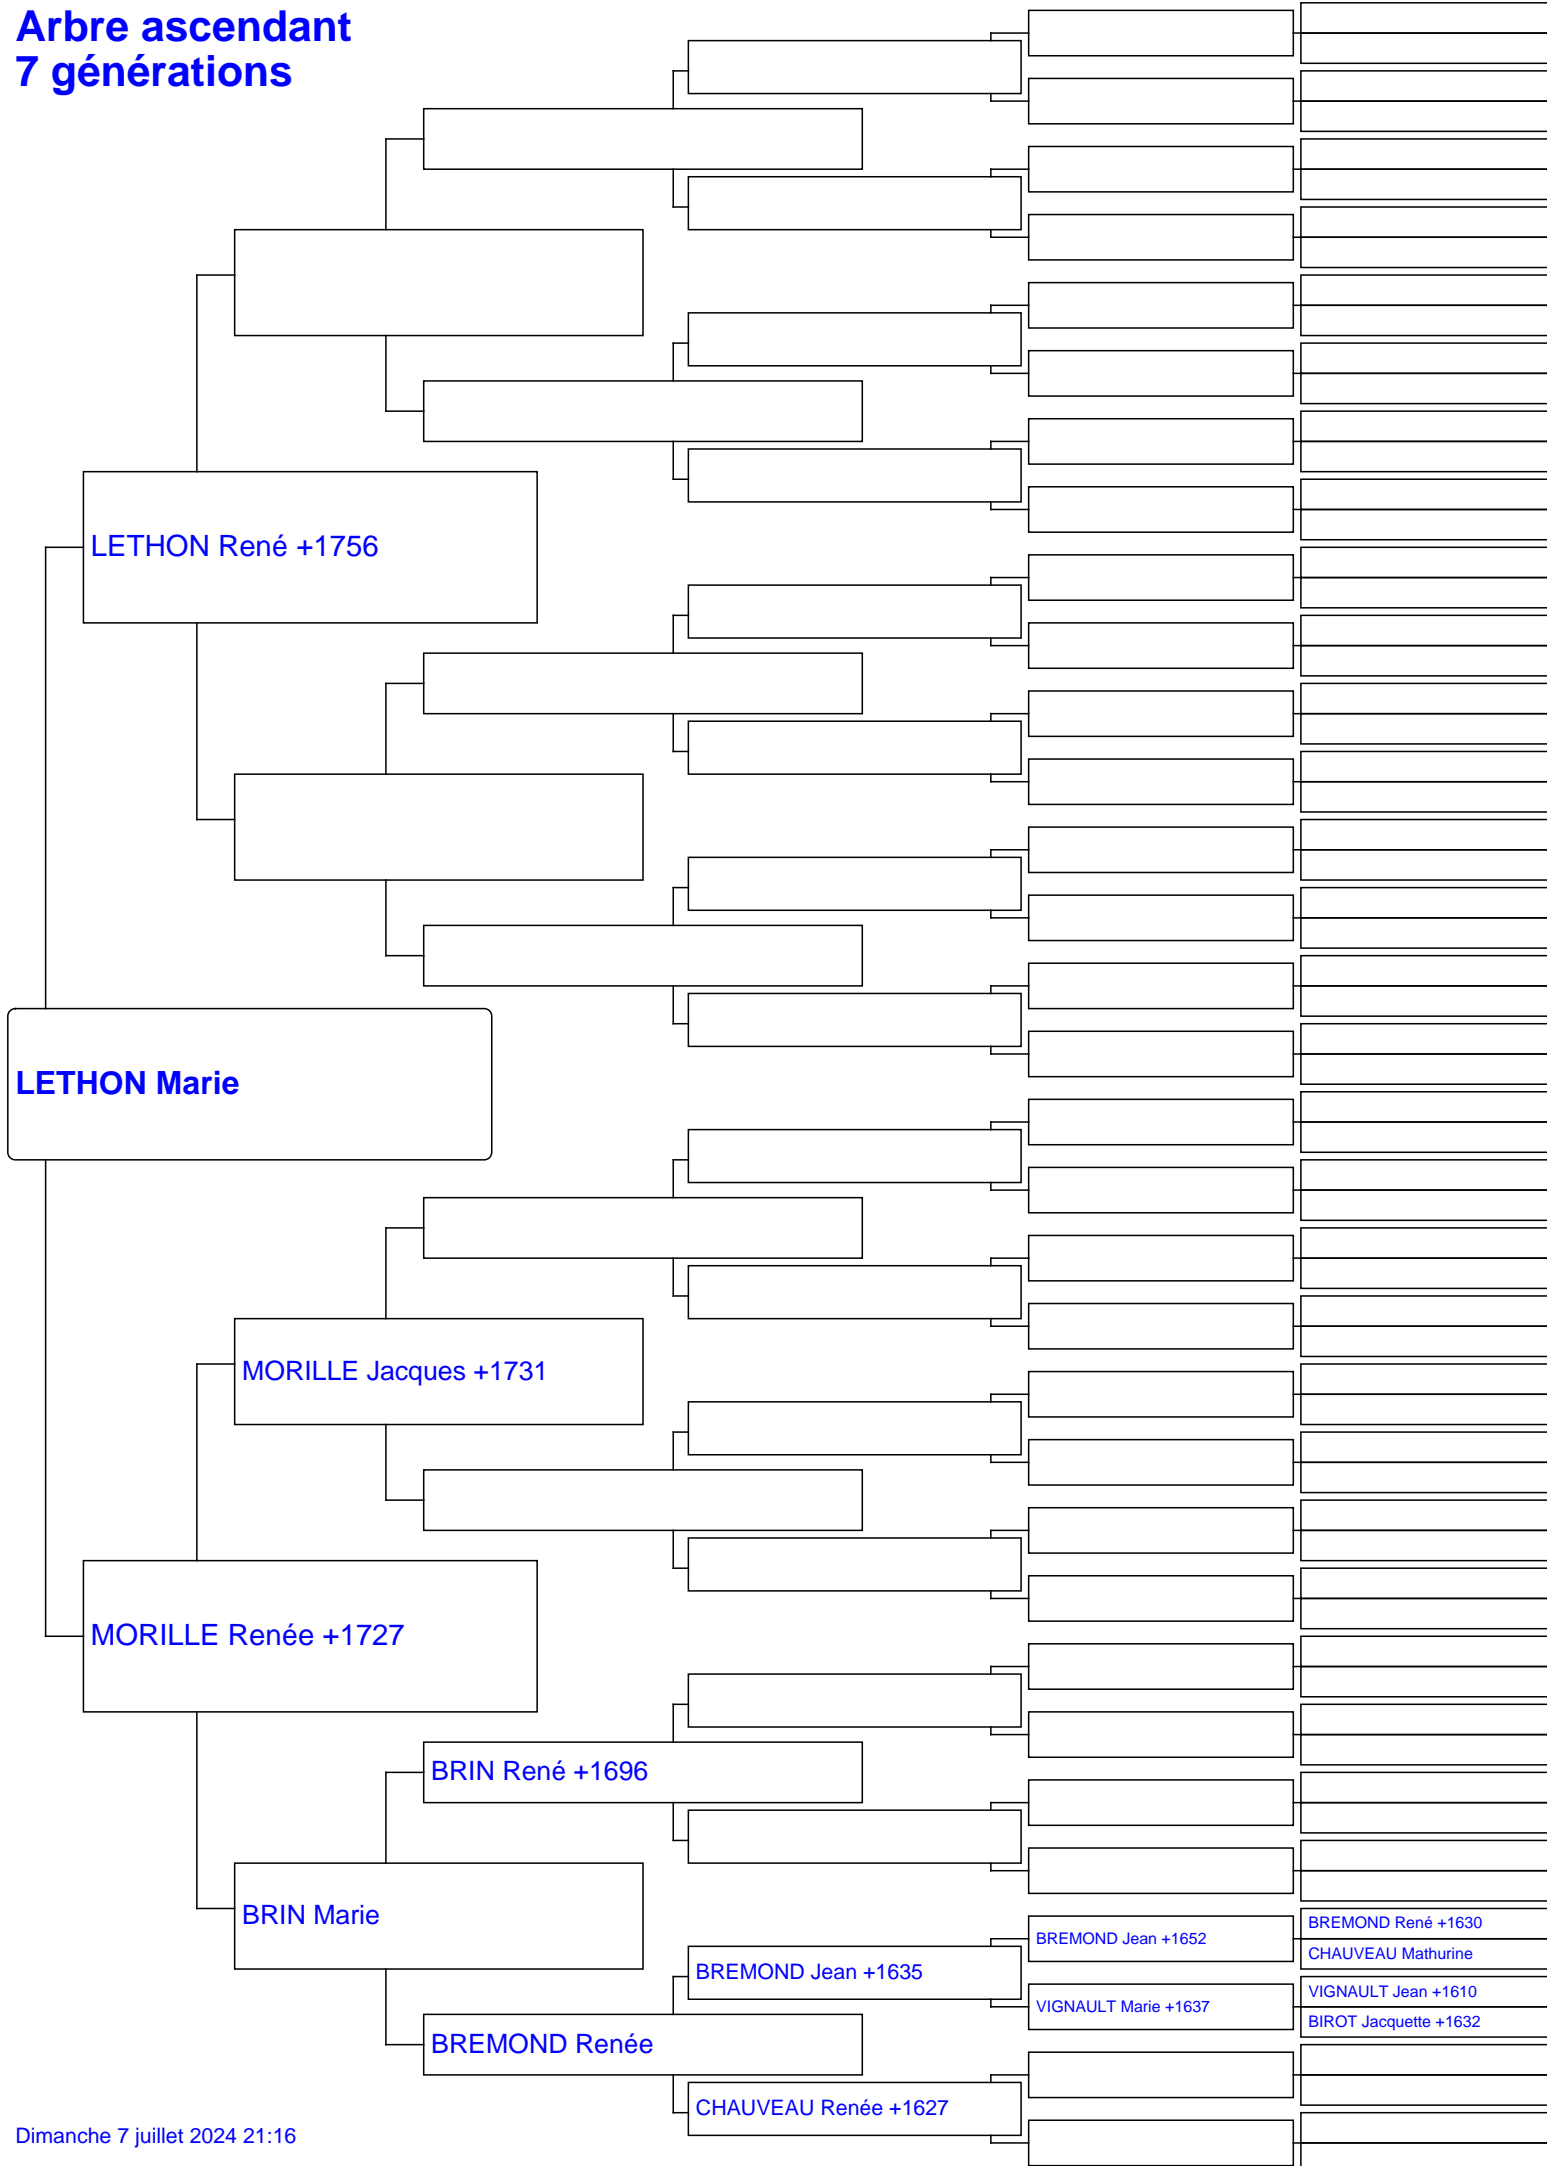 Arbre ascendant
7 générations
LETHON René +1756
LETHON Marie
MORILLE Jacques +1731
MORILLE Renée +1727
BRIN René +1696
BRIN Marie
BREMOND René +1630
BREMOND Jean +1652
CHAUVEAU Mathurine
BREMOND Jean +1635
VIGNAULT Jean +1610
VIGNAULT Marie +1637
BIROT Jacquette +1632
BREMOND Renée
CHAUVEAU Renée +1627
Dimanche 7 juillet 2024 21:16